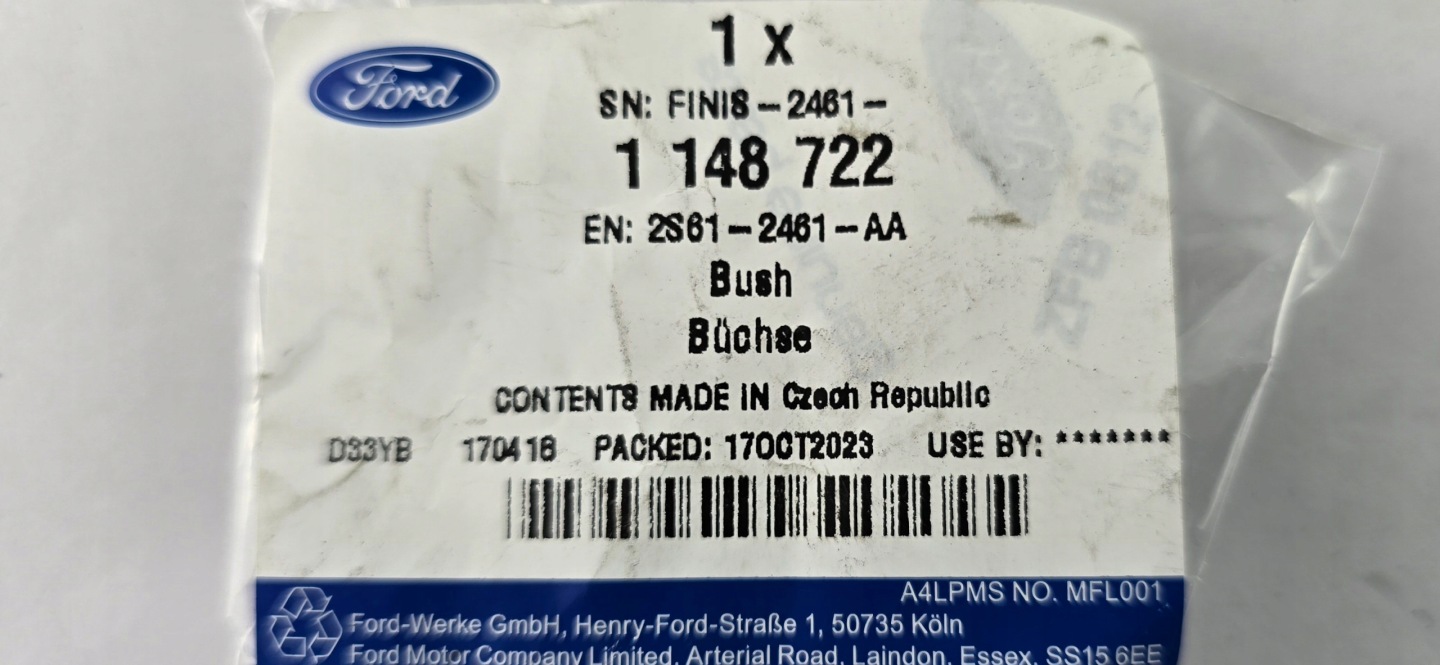 Ford
1 x
SN: FINIS-2461-
1 148 722
EN: 2S61-2461-AA
Bush
Büchse
CONTENTS MADE IN Czech Republic
D33YB 170416 PACKED: 17OCT2023 USE BY: *******
A4LPMS NO. MFL001
Ford-Werke GmbH, Henry-Ford-Straße 1, 50735 Köln
Ford Motor Company Limited, Arterial Road, Laindon, Essex, SS15 6EE